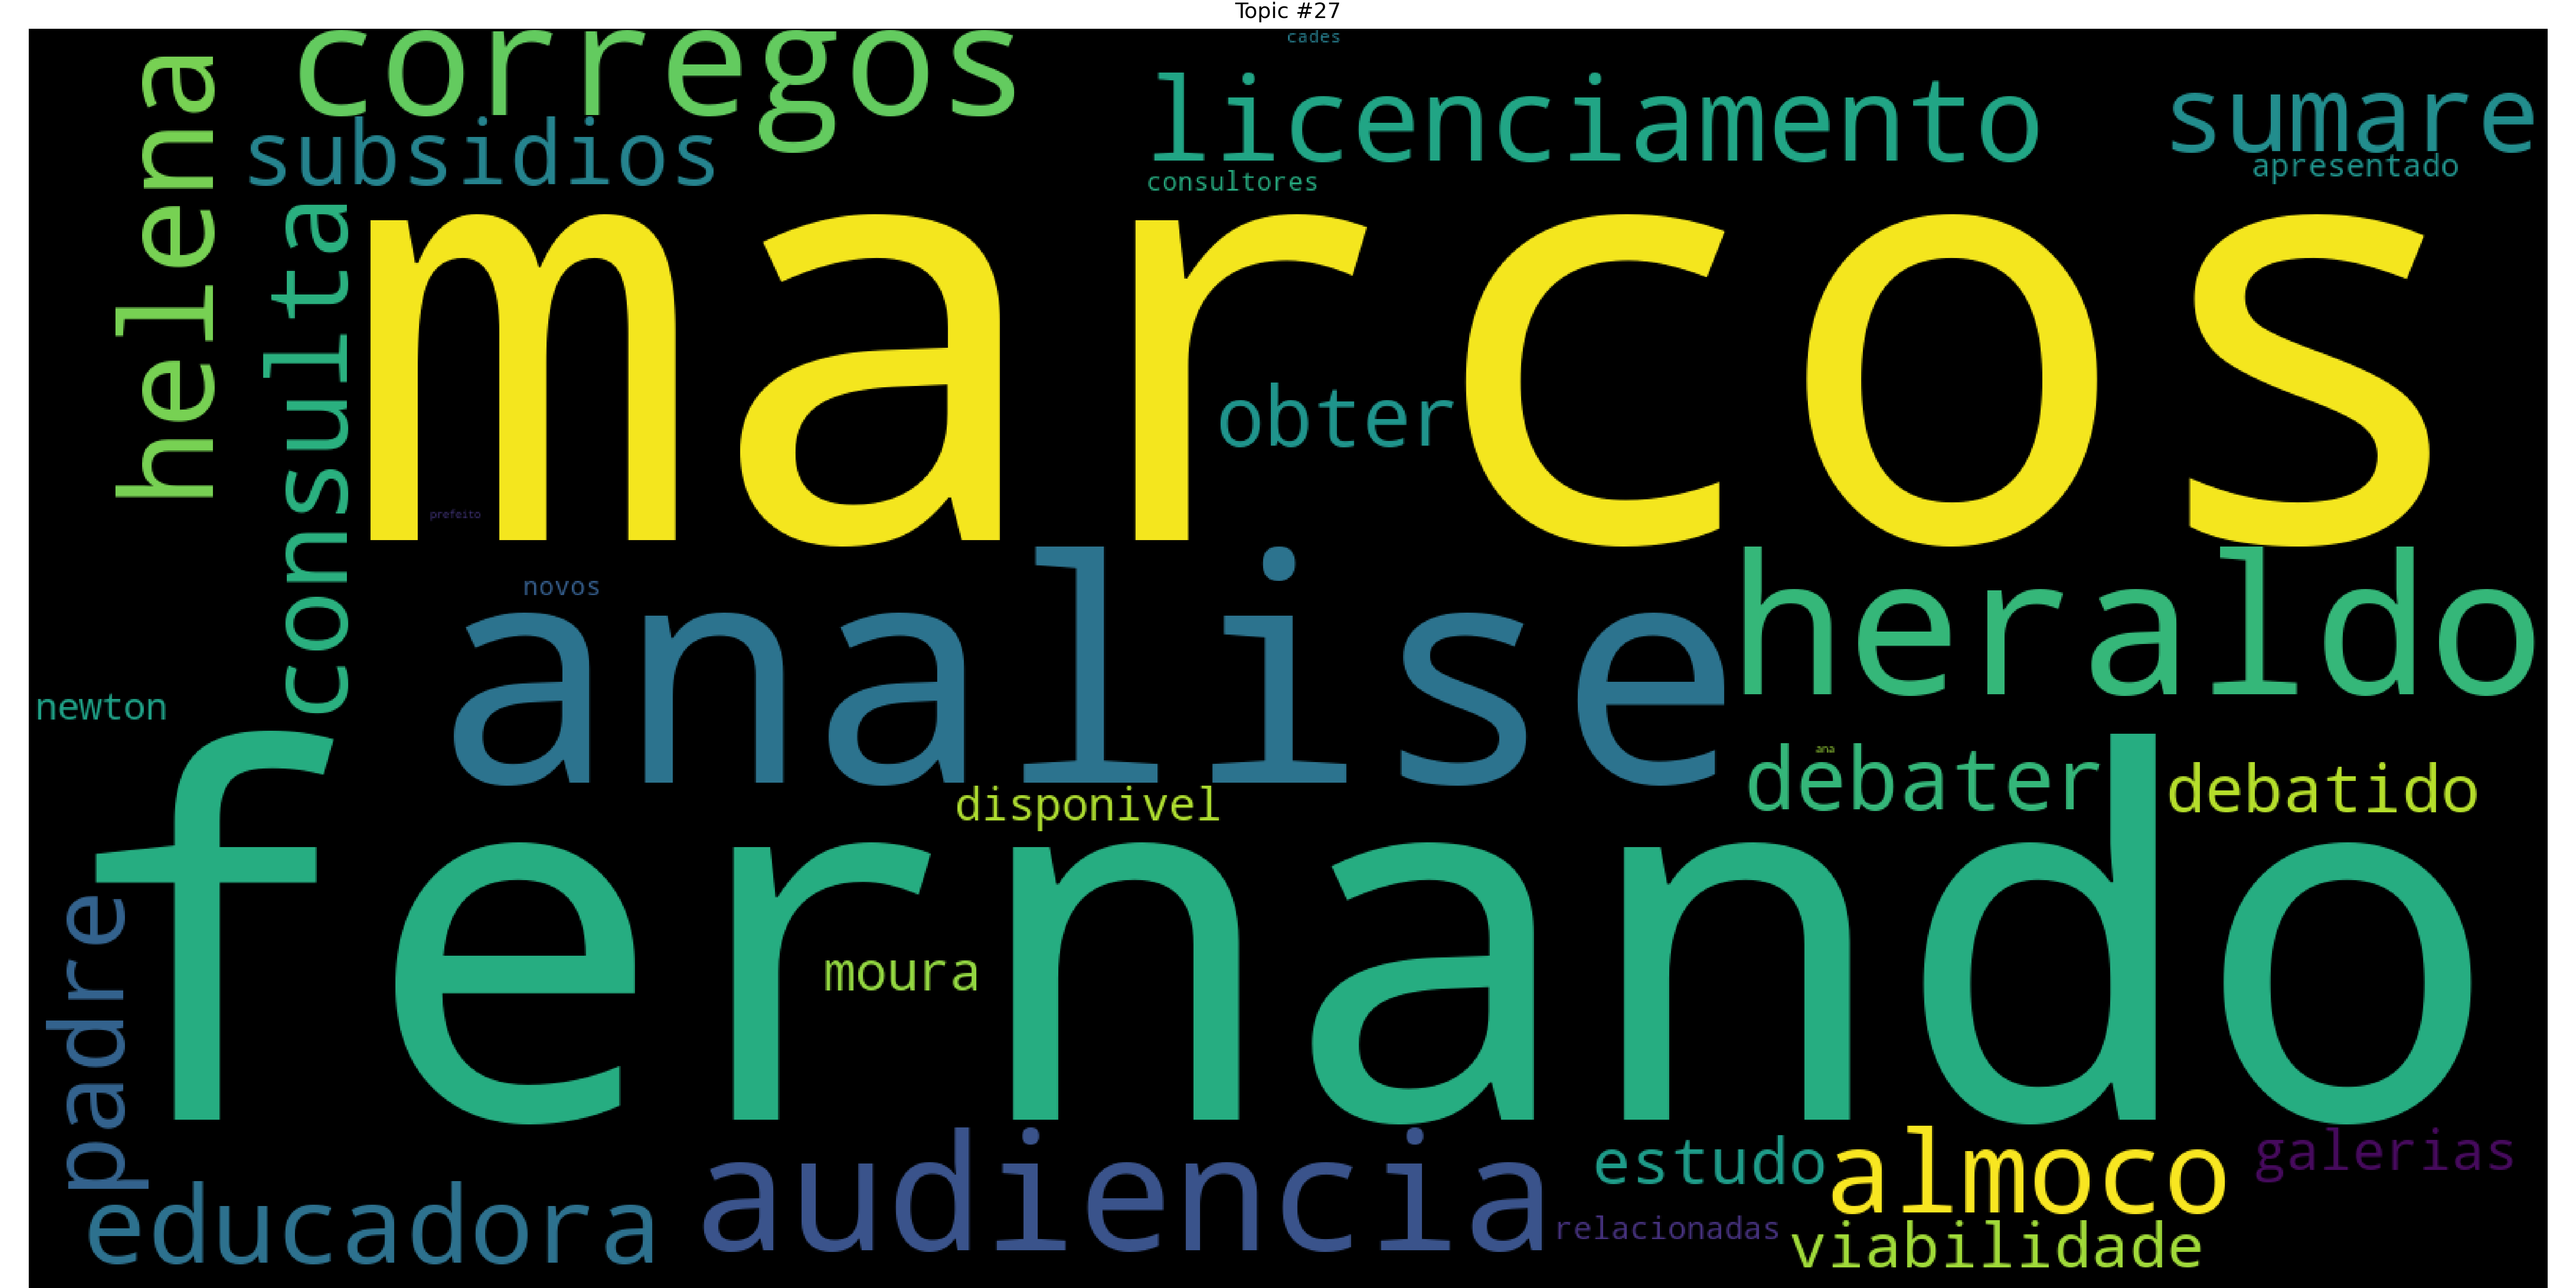 Topic #27
cades
corregos
licenciamento
sumare
helena
subsidios
apresentado
consultores
consulta
marcos
obter
prefeito
novos
analise
heraldo
newton
ana
debater
debatido
disponivel
fernando
padre
moura
audiencia
estudo
almoco
galerias
educadora
relacionadas
viabilidade